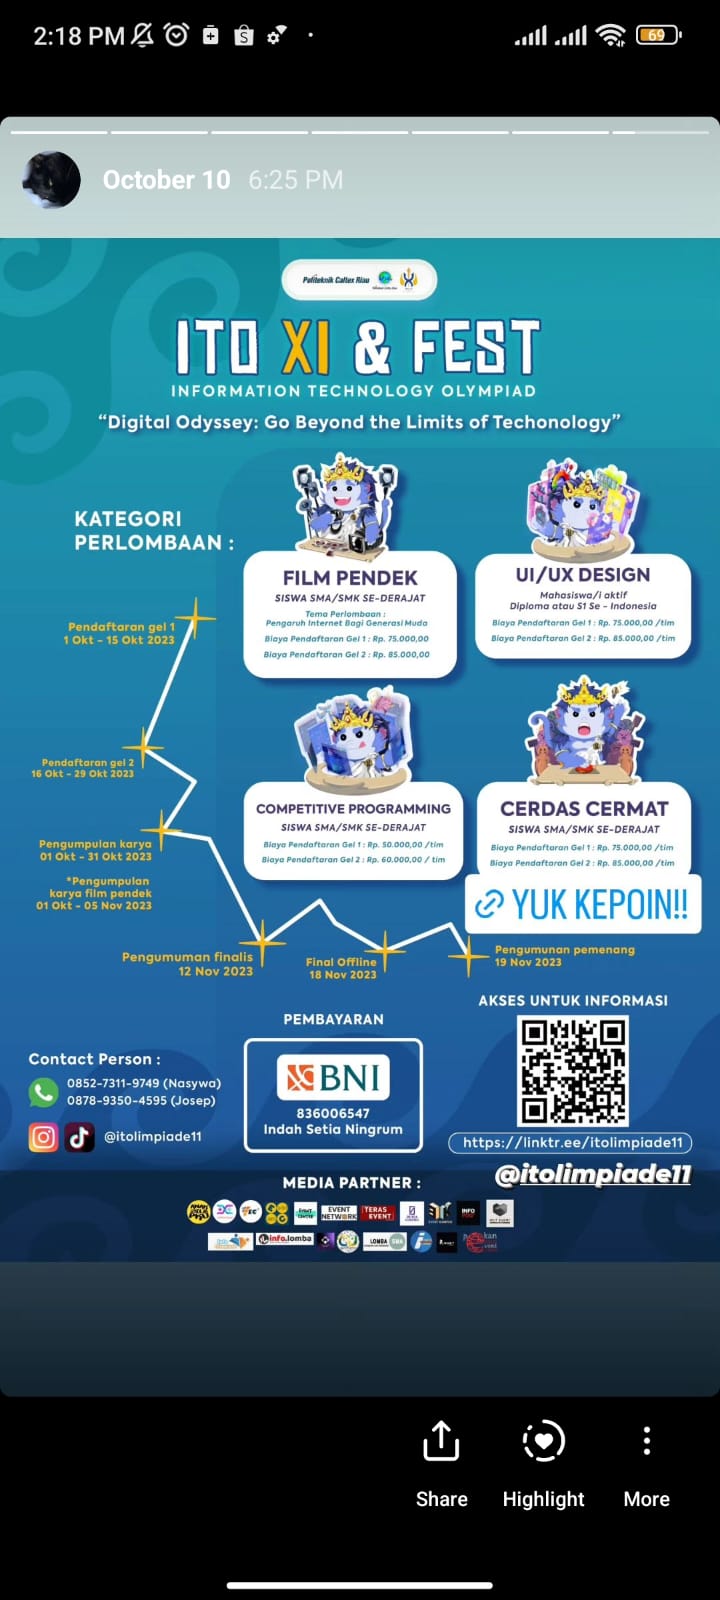 2:18 PM
69
October 10 6:25 PM
Politeknik Caltex Riau
ITO XI & FEST
INFORMATION TECHNOLOGY OLYMPIAD
“Digital Odyssey: Go Beyond the Limits of Techonology”
KATEGORI
PERLOMBAAN :
FILM PENDEK
SISWA SMA/SMK SE-DERAJAT
Tema Perlombaan :
Pengaruh Internet Bagi Generasi Muda
Biaya Pendaftaran Gel 1 : Rp. 75.000,00
Biaya Pendaftaran Gel 2 : Rp. 85.000,00
UI/UX DESIGN
Mahasiswa/i aktif
Diploma atau S1 Se - Indonesia
Biaya Pendaftaran Gel 1 : Rp. 75.000,00 /tim
Biaya Pendaftaran Gel 2 : Rp. 85.000,00 /tim
COMPETITIVE PROGRAMMING
SISWA SMA/SMK SE-DERAJAT
Biaya Pendaftaran Gel 1 : Rp. 50.000,00 /tim
Biaya Pendaftaran Gel 2 : Rp. 60.000,00 / tim
CERDAS CERMAT
SISWA SMA/SMK SE-DERAJAT
Biaya Pendaftaran Gel 1 : Rp. 75.000,00 /tim
Biaya Pendaftaran Gel 2 : Rp. 85.000,00 /tim
YUK KEPOIN!!
Pendaftaran gel 1
1 Okt - 15 Okt 2023
Pendaftaran gel 2
16 Okt - 29 Okt 2023
Pengumpulan karya
01 Okt - 31 Okt 2023
*Pengumpulan
karya film pendek
01 Okt - 05 Nov 2023
Pengumuman finalis
12 Nov 2023
Final Offline
18 Nov 2023
Pengumunan pemenang
19 Nov 2023
Contact Person :
0852-7311-9749 (Nasywa)
0878-9350-4595 (Josep)
@itolimpiade11
PEMBAYARAN
BNI
836006547
Indah Setia Ningrum
AKSES UNTUK INFORMASI
https://linktr.ee/itolimpiade11
@itolimpiade11
MEDIA PARTNER :
EVENT NETWORK
TERAS EVENT
INFO
info.lomba
LOMBA SMA
Share
Highlight
More